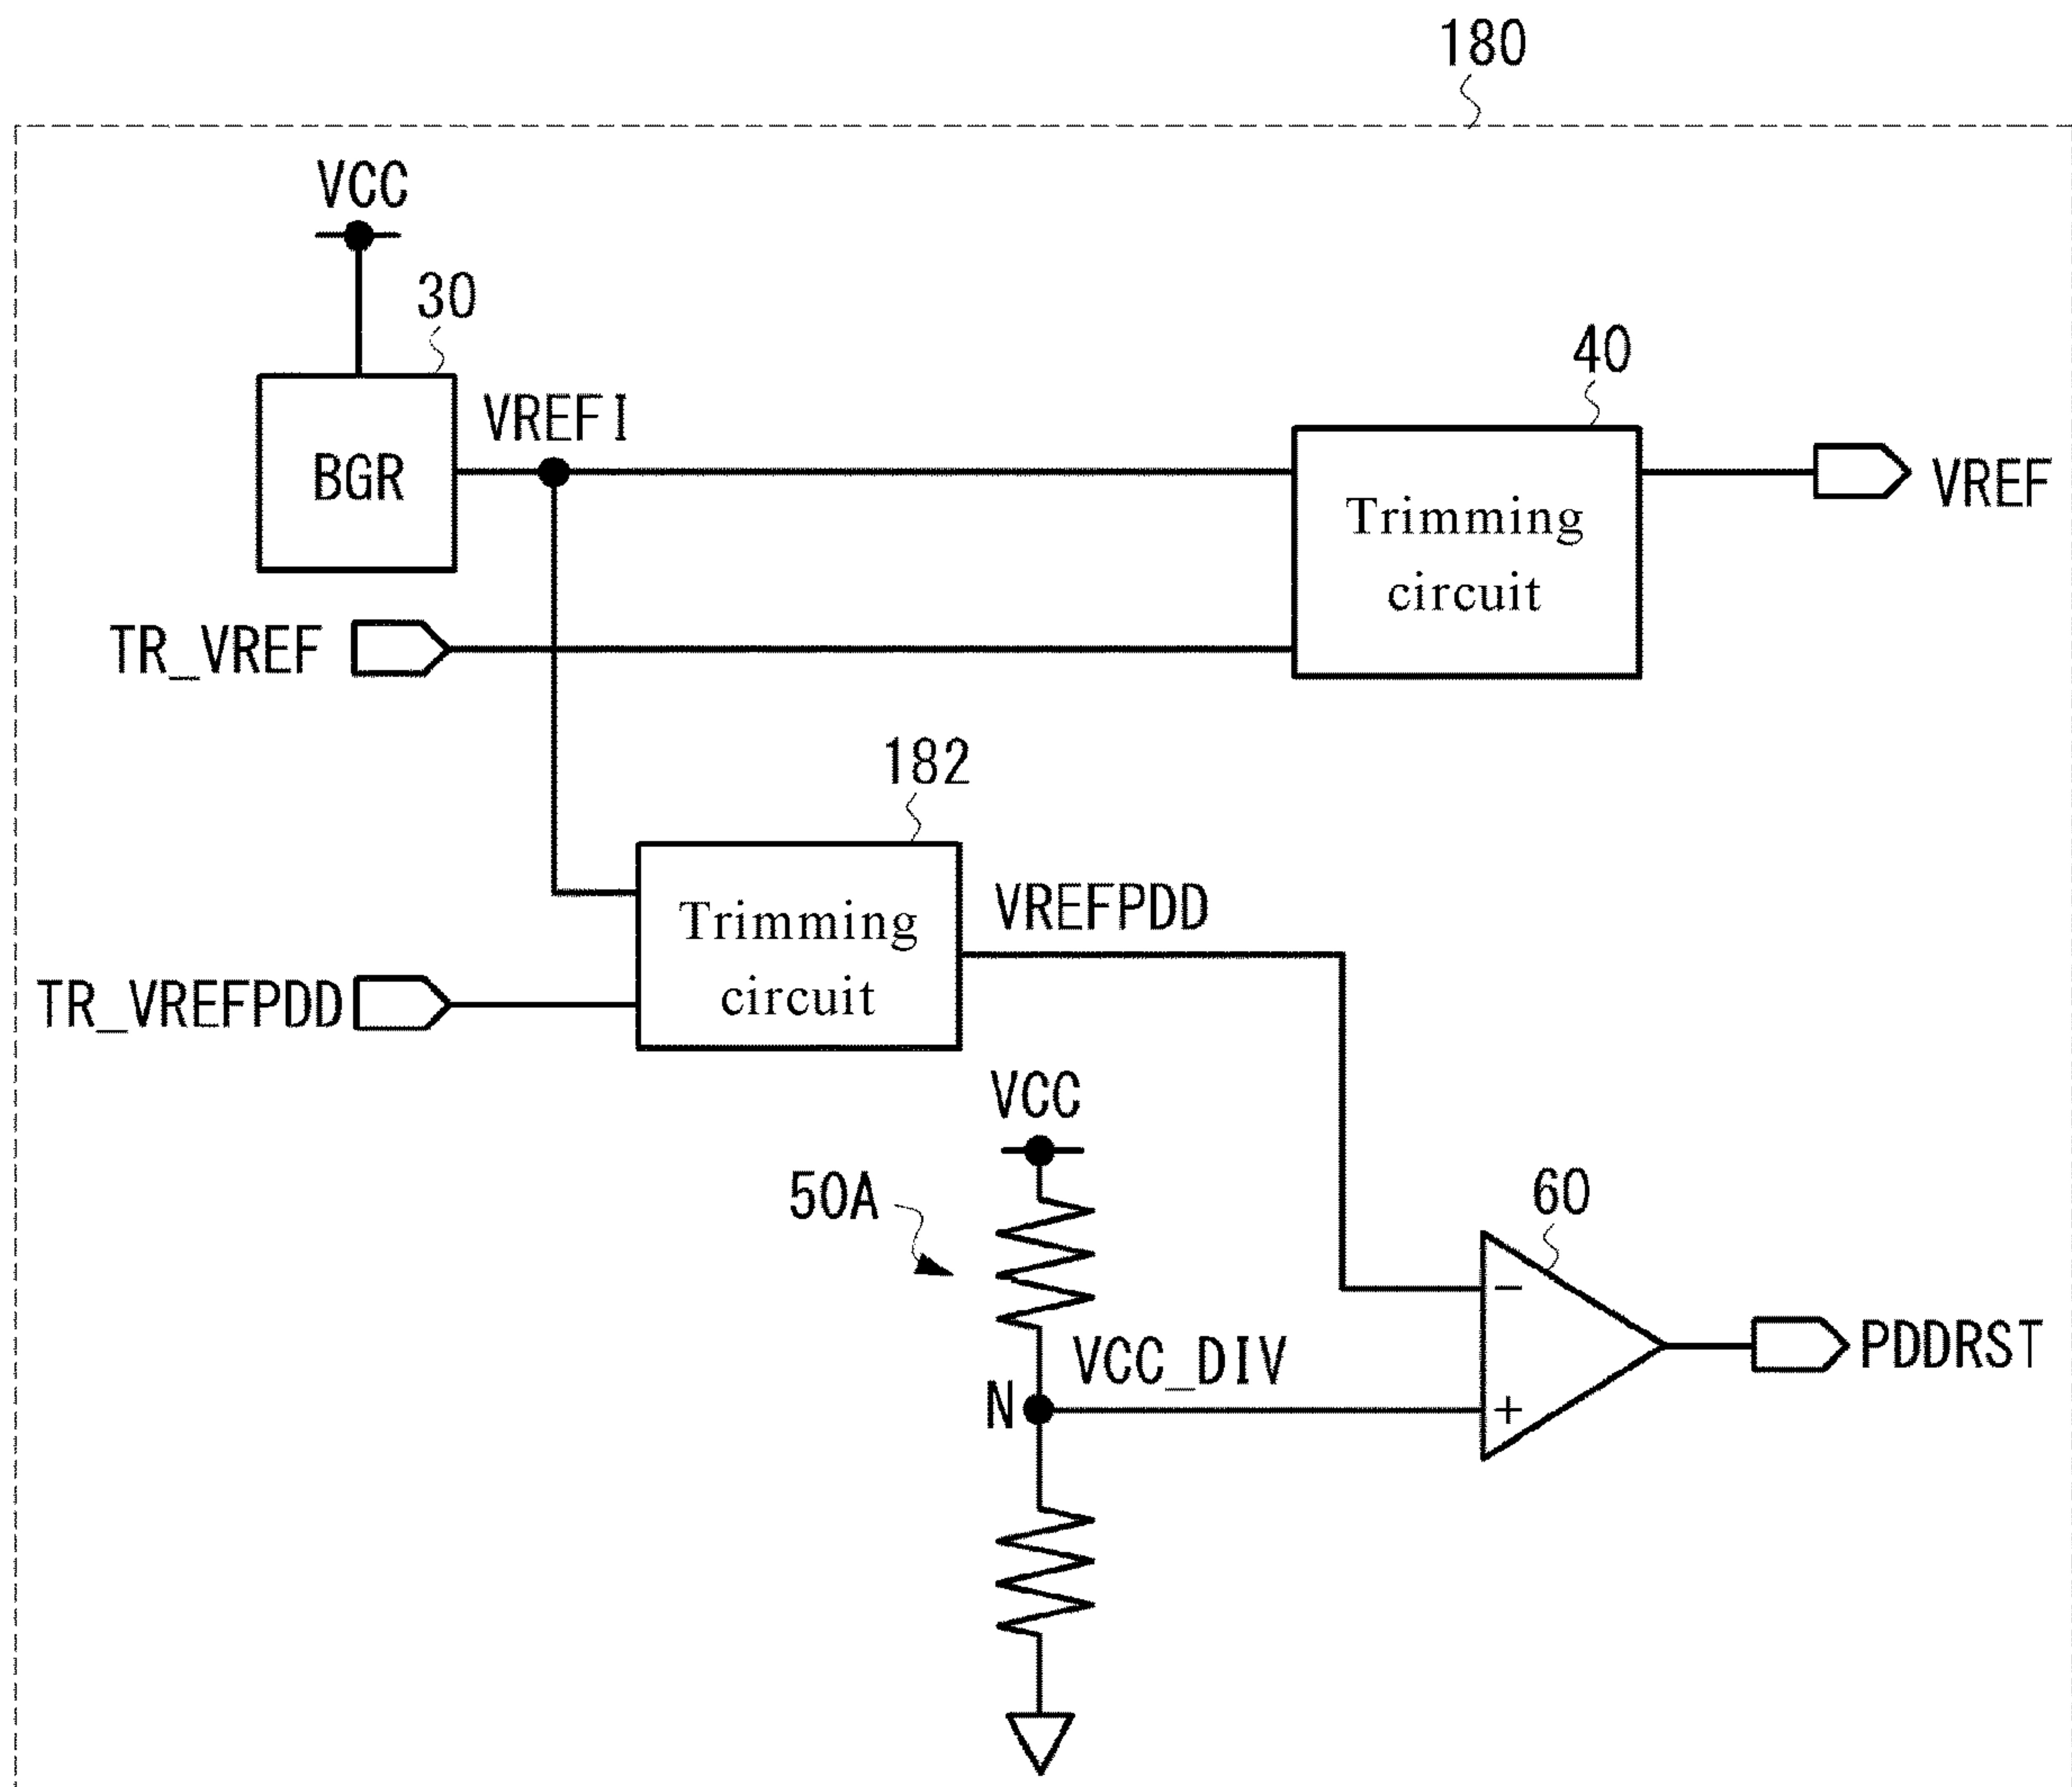 180
VCC
30
40
VREFI
BGR
Trimming
circuit
VREF
TR_VREF
182
Trimming
circuit
VREFPDD
TR_VREFPDD
VCC
50A
60
−
VCC_DIV
PDDRST
N
+